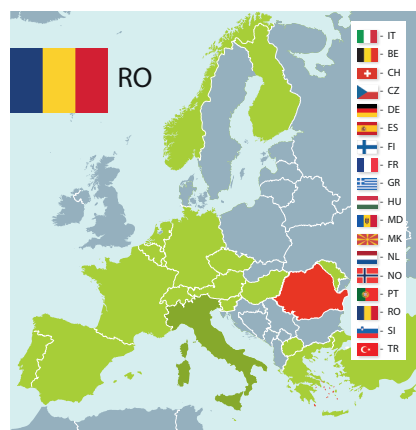 RO
- IT
- BE
- CH
- CZ
- DE
- ES
- FI
- FR
- GR
- HU
- MD
- MK
- NL
- NO
- PT
- RO
- SI
- TR